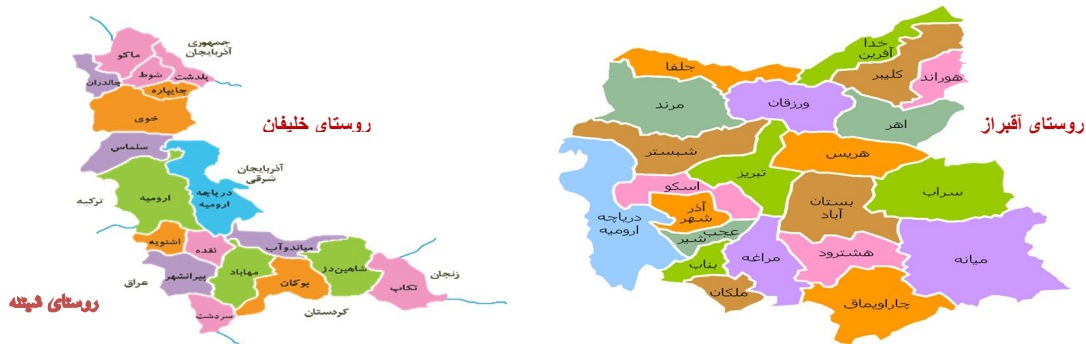 جمهوری
آذربایجان
ماکو
شوط
پلدشت
چالدران
چایپاره
خوی
روستای خلیفان
سلماس
آذربایجان
شرقی
دریاچه
ارومیه
ارومیه
ترکیه
اشنویه
نقده
میاندوآب
پیرانشهر
مهاباد
شاهین‌دژ
بوکان
تکاب
زنجان
عراق
سردشت
کردستان
روستای
خدا
آفرین
کلیبر
هوراند
جلفا
مرند
ورزقان
اهر
روستای آقبراز
شبستر
تبریز
هریس
سراب
اسکو
آذر
شهر
دریاچه
ارومیه
بستان
آباد
عجب
شیر
بناب
مراغه
هشترود
میانه
ملکان
چاراویماق